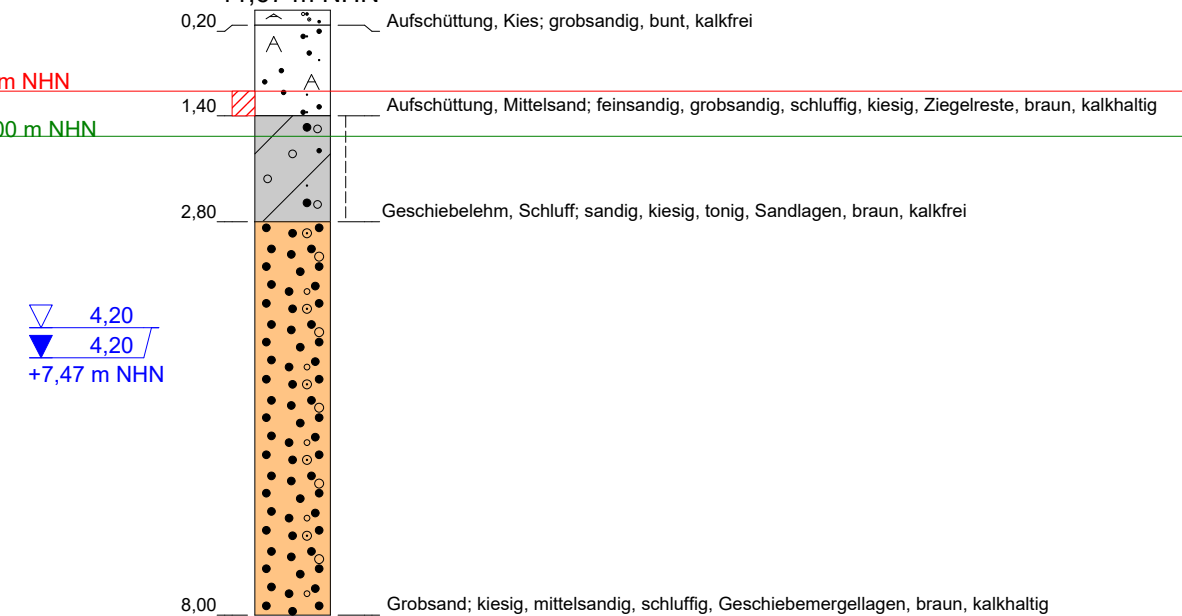 m NHN
0,20 Aufschüttung, Kies; grobsandig, bunt, kalkfrei
m NHN
1,40 Aufschüttung, Mittelsand; feinsandig, grobsandig, schluffig, kiesig, Ziegelreste, braun, kalkhaltig
00 m NHN
2,80 Geschiebelehm, Schluff; sandig, kiesig, tonig, Sandlagen, braun, kalkfrei
4,20
4,20
+7,47 m NHN
8,00 Grobsand; kiesig, mittelsandig, schluffig, Geschiebemergellagen, braun, kalkhaltig